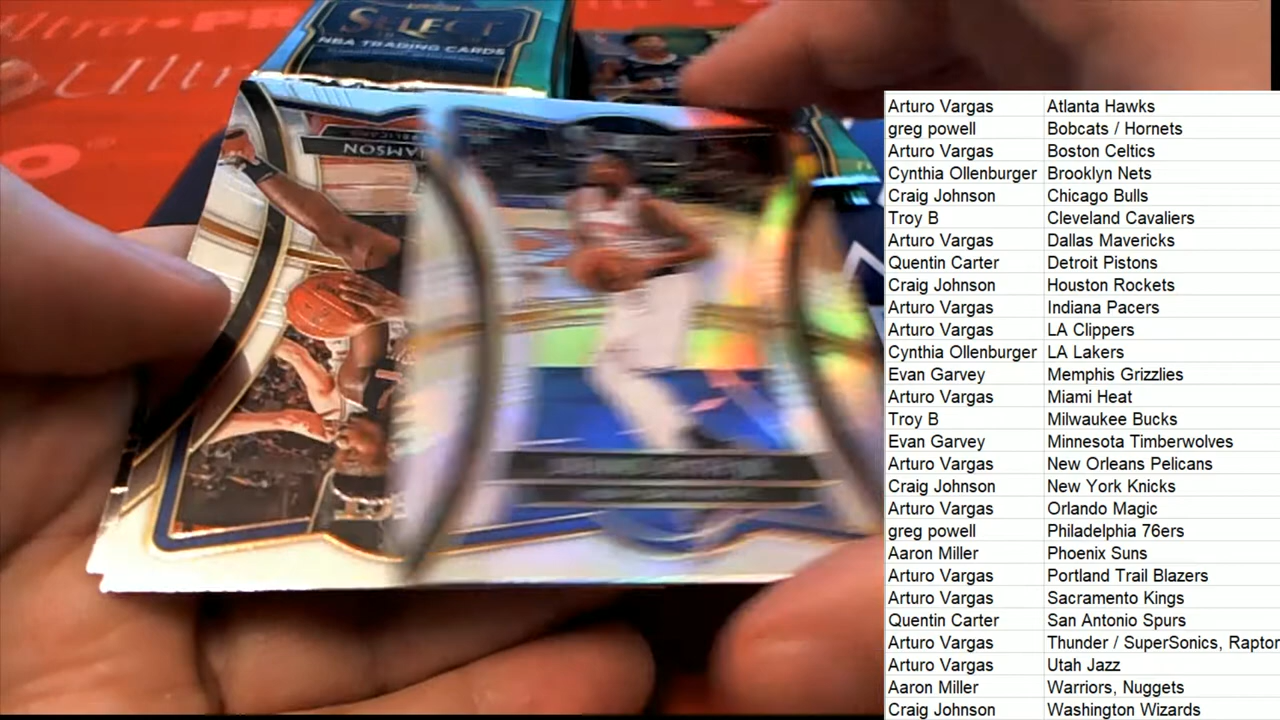 SELECT
NBA TRADING CARDS
Arturo Vargas Atlanta Hawks
greg powell Bobcats / Hornets
Arturo Vargas Boston Celtics
Cynthia Ollenburger Brooklyn Nets
Craig Johnson Chicago Bulls
Troy B Cleveland Cavaliers
Arturo Vargas Dallas Mavericks
Quentin Carter Detroit Pistons
Craig Johnson Houston Rockets
Arturo Vargas Indiana Pacers
Arturo Vargas LA Clippers
Cynthia Ollenburger LA Lakers
Evan Garvey Memphis Grizzlies
Arturo Vargas Miami Heat
Troy B Milwaukee Bucks
Evan Garvey Minnesota Timberwolves
Arturo Vargas New Orleans Pelicans
Craig Johnson New York Knicks
Arturo Vargas Orlando Magic
greg powell Philadelphia 76ers
Aaron Miller Phoenix Suns
Arturo Vargas Portland Trail Blazers
Arturo Vargas Sacramento Kings
Quentin Carter San Antonio Spurs
Arturo Vargas Thunder / SuperSonics, Raptor
Arturo Vargas Utah Jazz
Aaron Miller Warriors, Nuggets
Craig Johnson Washington Wizards